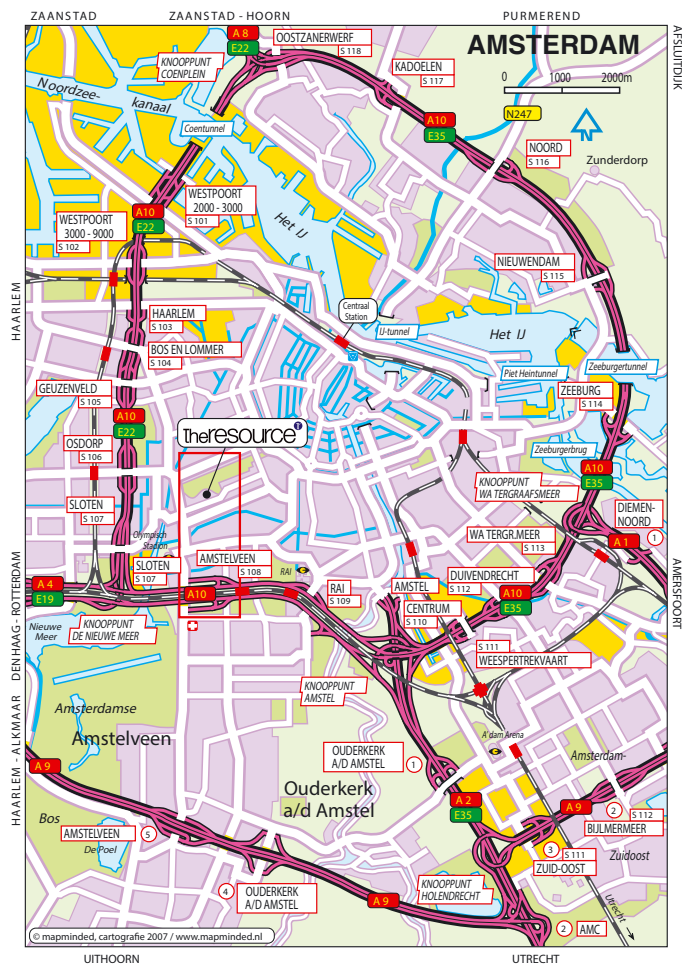 ZAANSTAD
ZAANSTAD - HOORN
PURMEREND
AFSLUITDIJK
AMSTERDAM
0 1000 2000m
A 8
E22
OOSTZANERWERF
S 118
KNOOPPUNT
COENPLEIN
KADOELEN
S 117
Noordzee-
kanaal
Coentunnel
A10
E35
N247
NOORD
S 116
Zunderdorp
WESTPOORT
2000 - 3000
S 101
A10
E22
WESTPOORT
3000 - 9000
S 102
Het IJ
NIEUWENDAM
S 115
HAARLEM
HAARLEM
S 103
Centraal
Station
IJ-tunnel
Het IJ
BOS EN LOMMER
S 104
Piet Heintunnel
Zeeburgertunnel
GEUZENVELD
S 105
ZEEBURG
S 114
A10
E22
Theresource
OSDORP
S 106
Zeeburgerbrug
A10
E35
KNOOPPUNT
WA TERGRAAFSMEER
SLOTEN
S 107
DIEMEN-
NOORD
1
A 1
Olympisch
Stadion
WA TERGR.MEER
S 113
SLOTEN
S 107
AMSTELVEEN
S 108
RAI
DUIVENDRECHT
S 112
AMERSFOORT
DEN HAAG - ROTTERDAM
A 4
E19
A10
RAI
S 109
AMSTEL
A10
E35
CENTRUM
S 110
Nieuwe
Meer
KNOOPPUNT
DE NIEUWE MEER
S 111
WEESPERTREKVAART
KNOOPPUNT
AMSTEL
Amsterdamse
Amstelveen
A'dam Arena
HAARLEM - ALKMAAR
A 9
OUDERKERK
A/D AMSTEL
1
Amsterdam-
Ouderkerk
a/d Amstel
A 2
E35
A 9
2
S 112
BIJLMERMEER
Bos
AMSTELVEEN
5
De Poel
3
S 111
ZUID-OOST
Zuidoost
4
OUDERKERK
A/D AMSTEL
A 9
KNOOPPUNT
HOLENDRECHT
Utrecht
2
AMC
© mapminded, cartografie 2007 / www.mapminded.nl
UITHOORN
UTRECHT